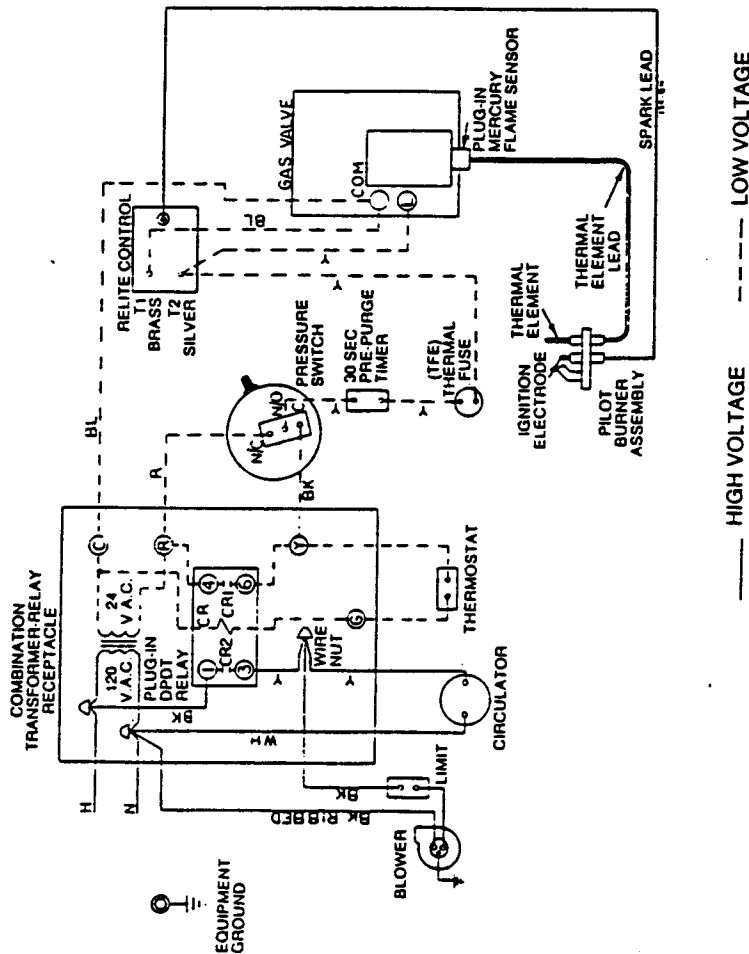 COMBINATION
TRANSFORMER-RELAY
RECEPTACLE
120
V.A.C.
24
V.A.C.
PLUG-IN
DPDT
RELAY
C
R
Y
G
CR
CR1
CR2
1
3
4
6
WIRE
NUT
BK
WH
Y
Y
H
N
BK RIBBED
BK
BL
R
BK
EQUIPMENT
GROUND
BLOWER
LIMIT
CIRCULATOR
THERMOSTAT
RELITE CONTROL
T1
BRASS
T2
SILVER
PRESSURE
SWITCH
N/C
N/O
C
Y
30 SEC
PRE-PURGE
TIMER
Y
(TFE)
THERMAL
FUSE
BL
Y
Y
GAS VALVE
COM
PLUG-IN
MERCURY
FLAME SENSOR
THERMAL
ELEMENT
LEAD
THERMAL
ELEMENT
IGNITION
ELECTRODE
PILOT
BURNER
ASSEMBLY
SPARK LEAD
HIGH VOLTAGE
LOW VOLTAGE